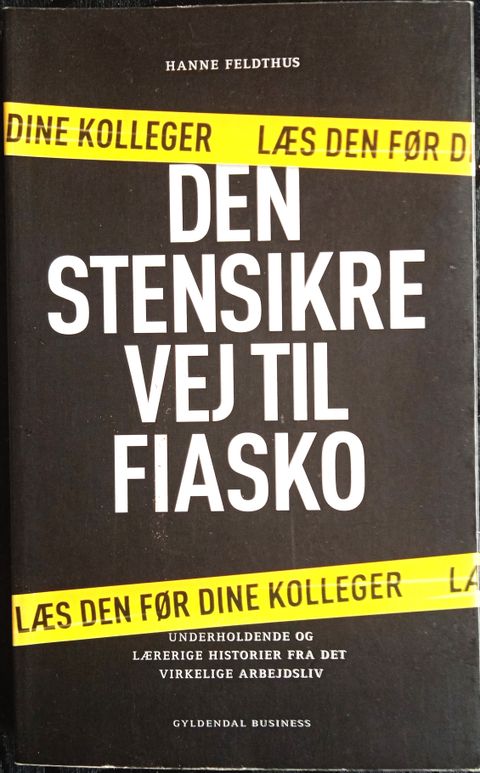 HANNE FELDTHUS
DINE KOLLEGER LÆS DEN FØR DI
DEN
STENSIKRE
VEJ TIL
FIASKO
LÆS DEN FØR DINE KOLLEGER LÆ
UNDERHOLDENDE OG
LÆRERIGE HISTORIER FRA DET
VIRKELIGE ARBEJDSLIV
GYLDENDAL BUSINESS